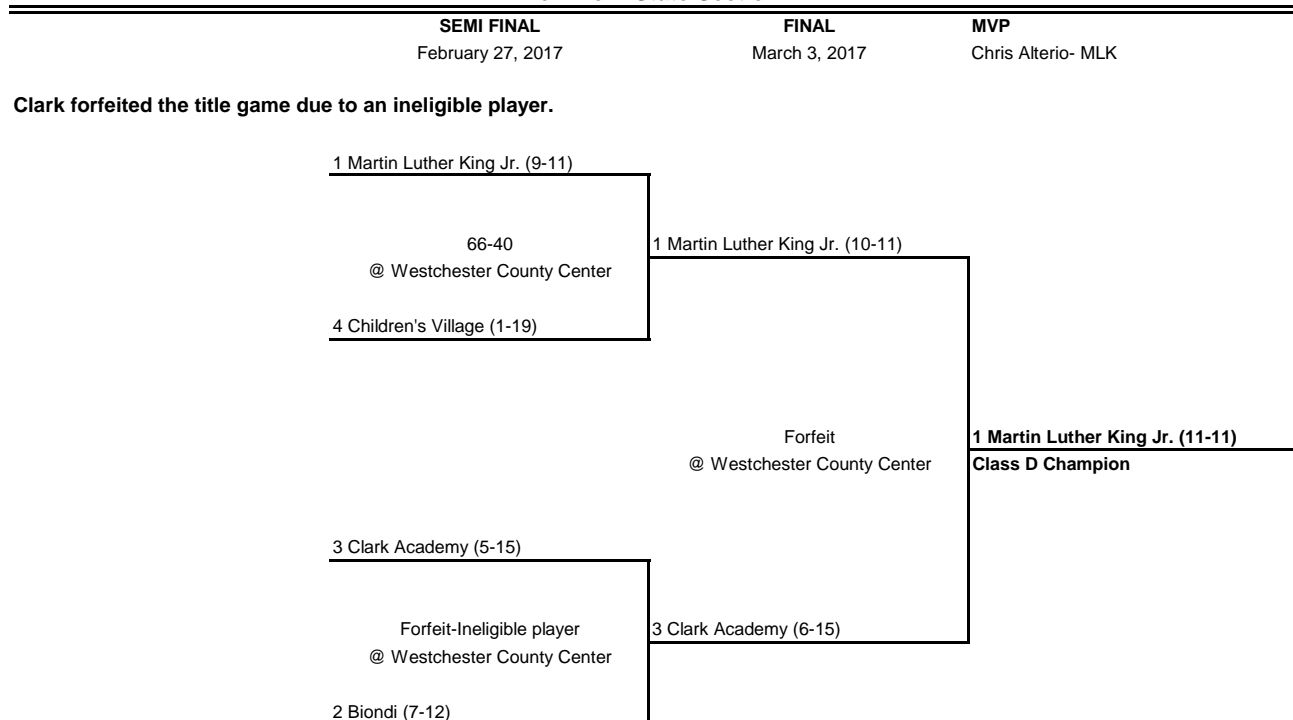 SEMI FINAL FINAL MVP
February 27, 2017 March 3, 2017 Chris Alterio- MLK
Clark forfeited the title game due to an ineligible player.
1 Martin Luther King Jr. (9-11)
66-40 1 Martin Luther King Jr. (10-11)
@ Westchester County Center
4 Children's Village (1-19)
Forfeit 1 Martin Luther King Jr. (11-11)
@ Westchester County Center Class D Champion
3 Clark Academy (5-15)
Forfeit-Ineligible player 3 Clark Academy (6-15)
@ Westchester County Center
2 Biondi (7-12)